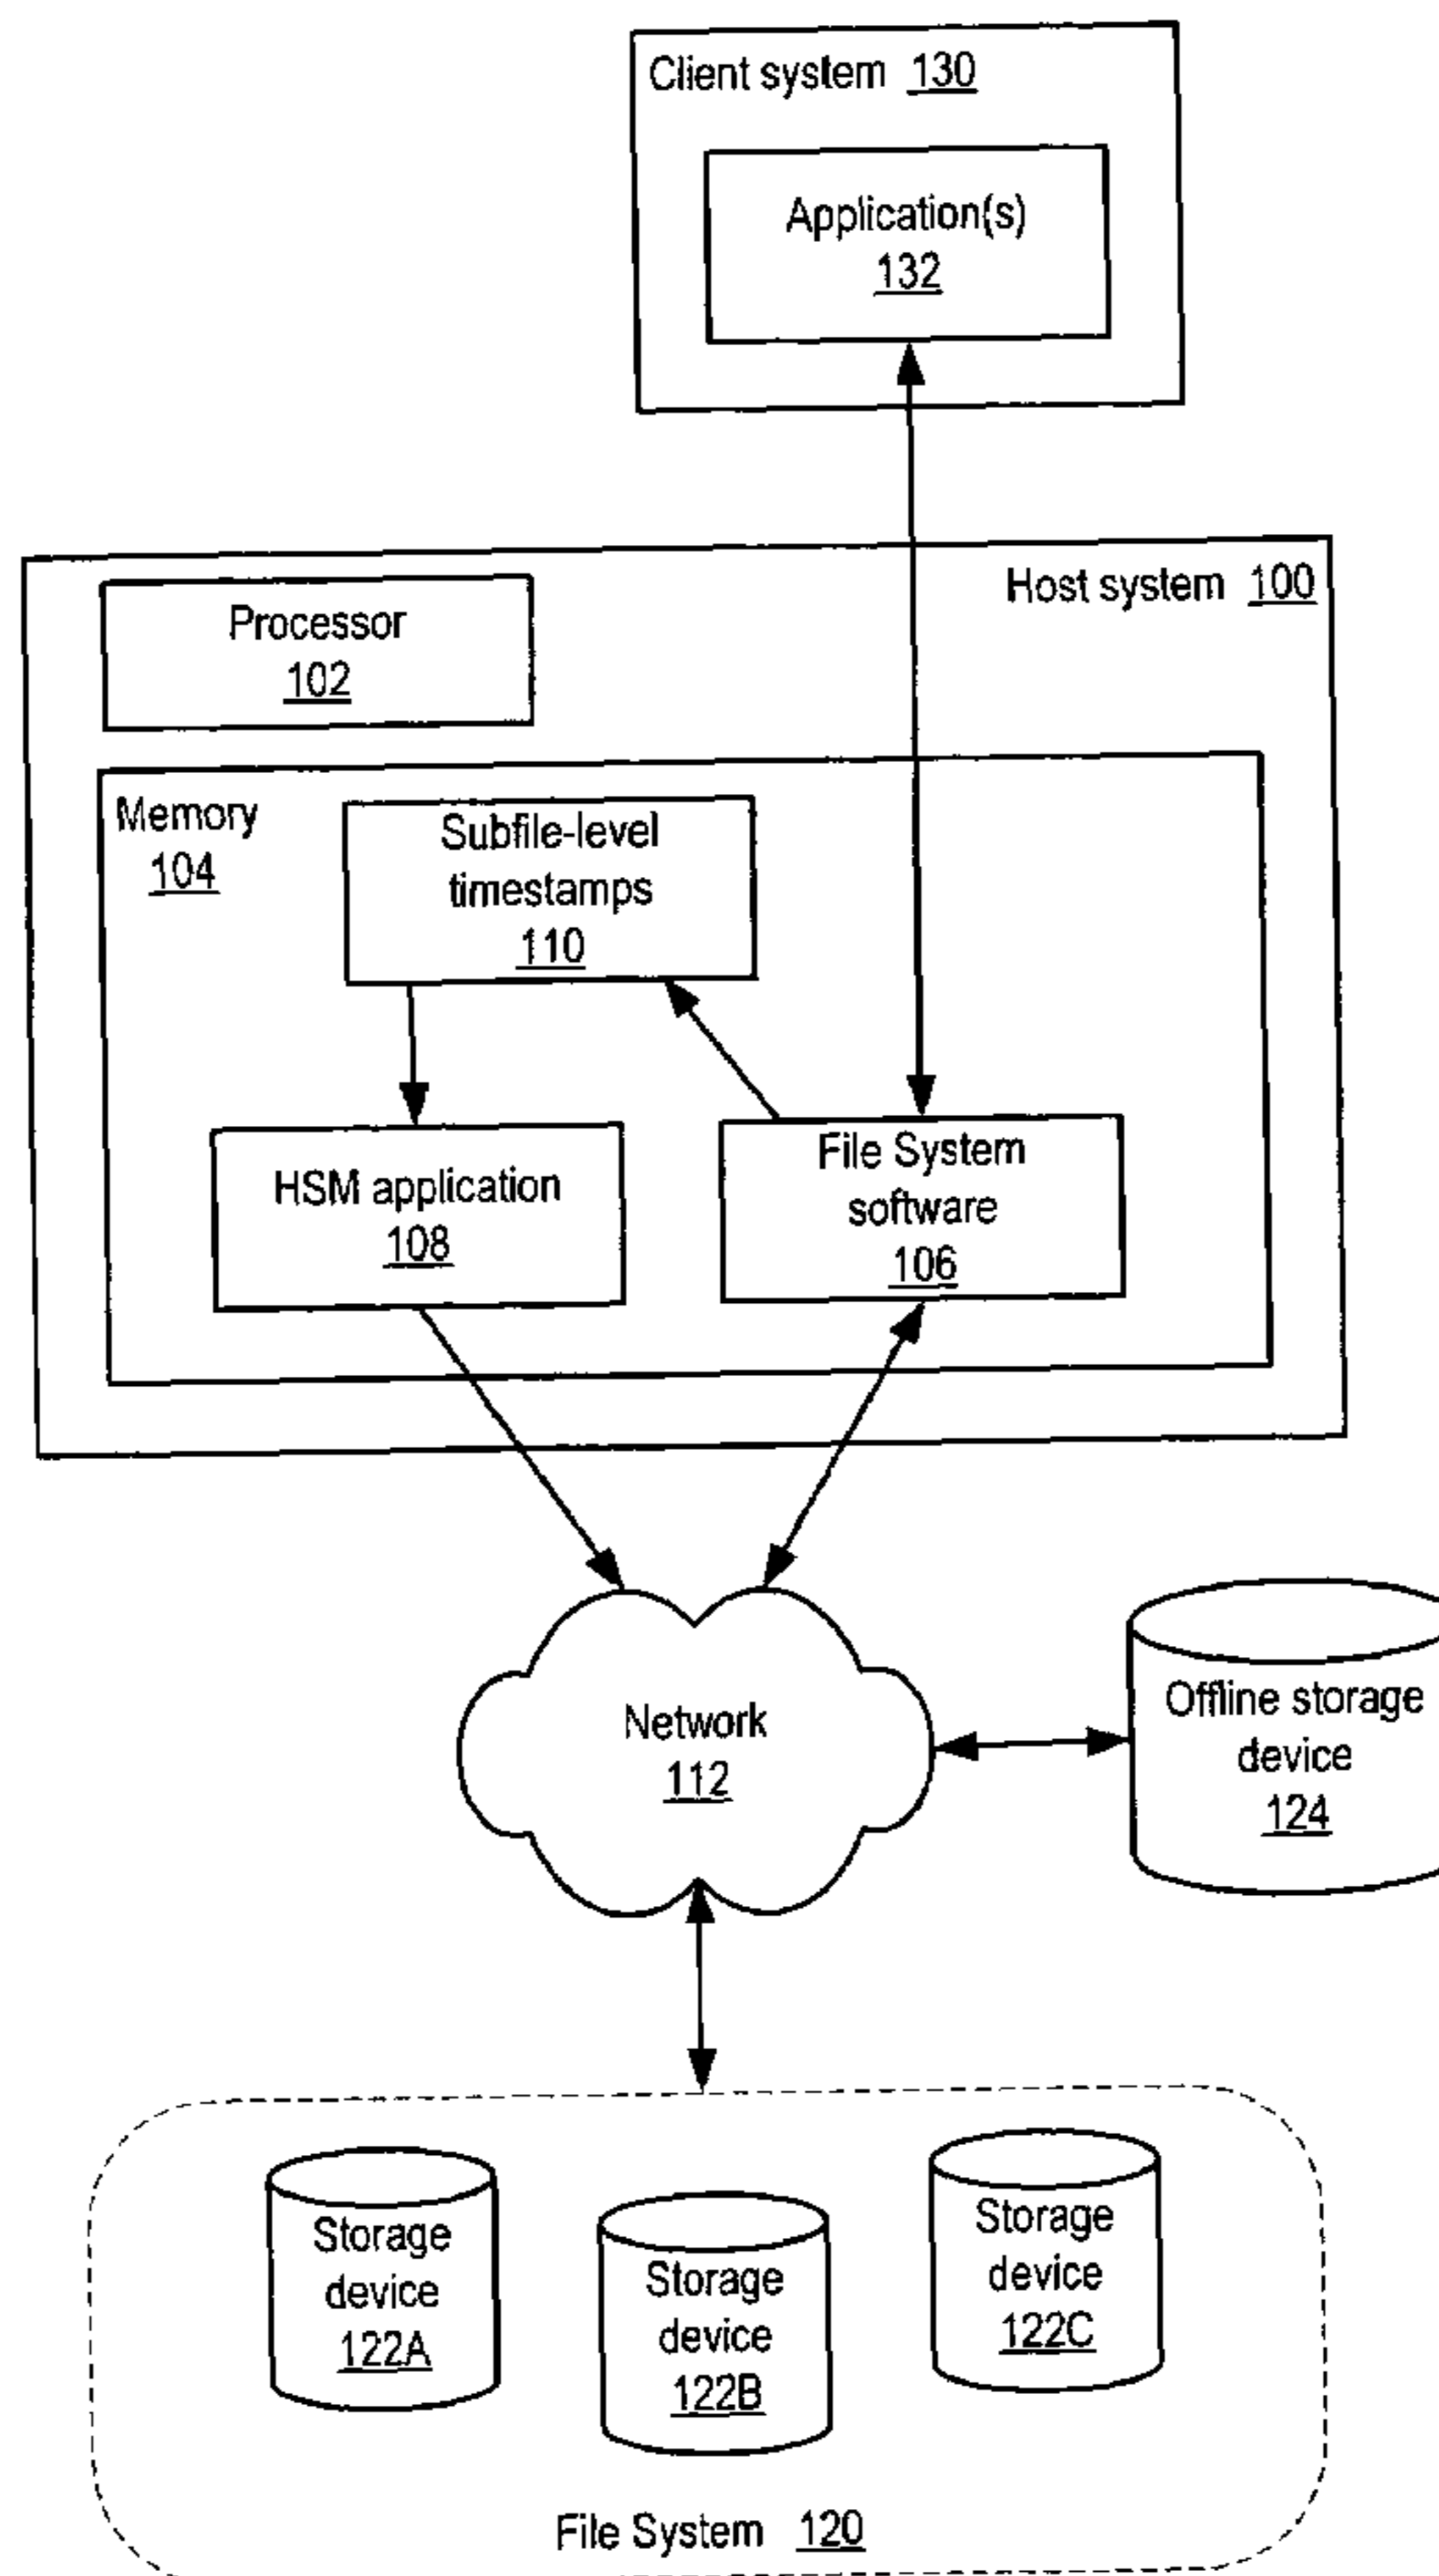 Client system 130
Application(s)
132
Host system 100
Processor
102
Memory
104
Subfile-level
timestamps
110
HSM application
108
File System
software
106
Network
112
Offline storage
device
124
Storage
device
122A
Storage
device
122B
Storage
device
122C
File System 120